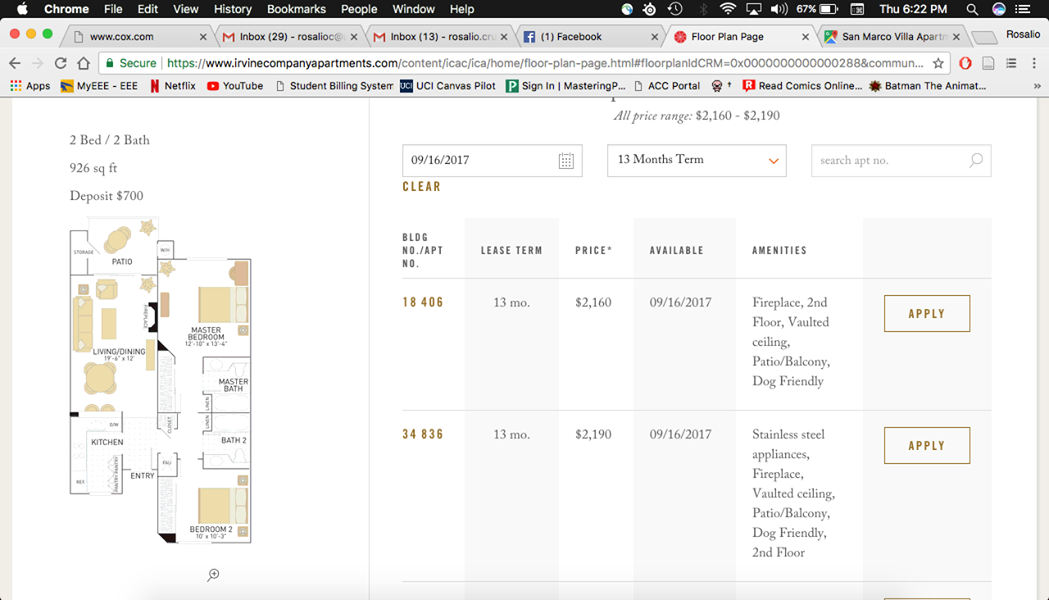 Chrome File Edit View History Bookmarks People Window Help 67% Thu 6:22 PM
www.cox.com Inbox (29) - rosalioc@u Inbox (13) - rosalio.cru (1) Facebook Floor Plan Page San Marco Villa Apartm Rosalio
Secure https://www.irvinecompanyapartments.com/content/icac/ica/home/floor-plan-page.html#floorplanIdCRM=0x0000000000000288&commun...
Apps MyEEE - EEE Netflix YouTube Student Billing System UCI UCI Canvas Pilot Sign In | MasteringP... ACC Portal Read Comics Online... Batman The Animat... »
All price range: $2,160 - $2,190
2 Bed / 2 Bath
926 sq ft
Deposit $700
STORAGE
PATIO
W/H
FIREPLACE
MASTER
BEDROOM
12'-10" x 13'-4"
LIVING/DINING
19'-6" x 12'
MASTER
BATH
LINEN
LINEN
CLOSET
D/W
KITCHEN
BATH 2
FAU
PANTRY
PANTRY
REF.
ENTRY
BEDROOM 2
10' x 10'-3"
09/16/2017 13 Months Term search apt no.
CLEAR
BLDG
NO./APT
NO.
LEASE TERM PRICE* AVAILABLE AMENITIES
18 406 13 mo. $2,160 09/16/2017 Fireplace, 2nd
Floor, Vaulted
ceiling,
Patio/Balcony,
Dog Friendly
APPLY
34 836 13 mo. $2,190 09/16/2017 Stainless steel
appliances,
Fireplace,
Vaulted ceiling,
Patio/Balcony,
Dog Friendly,
2nd Floor
APPLY